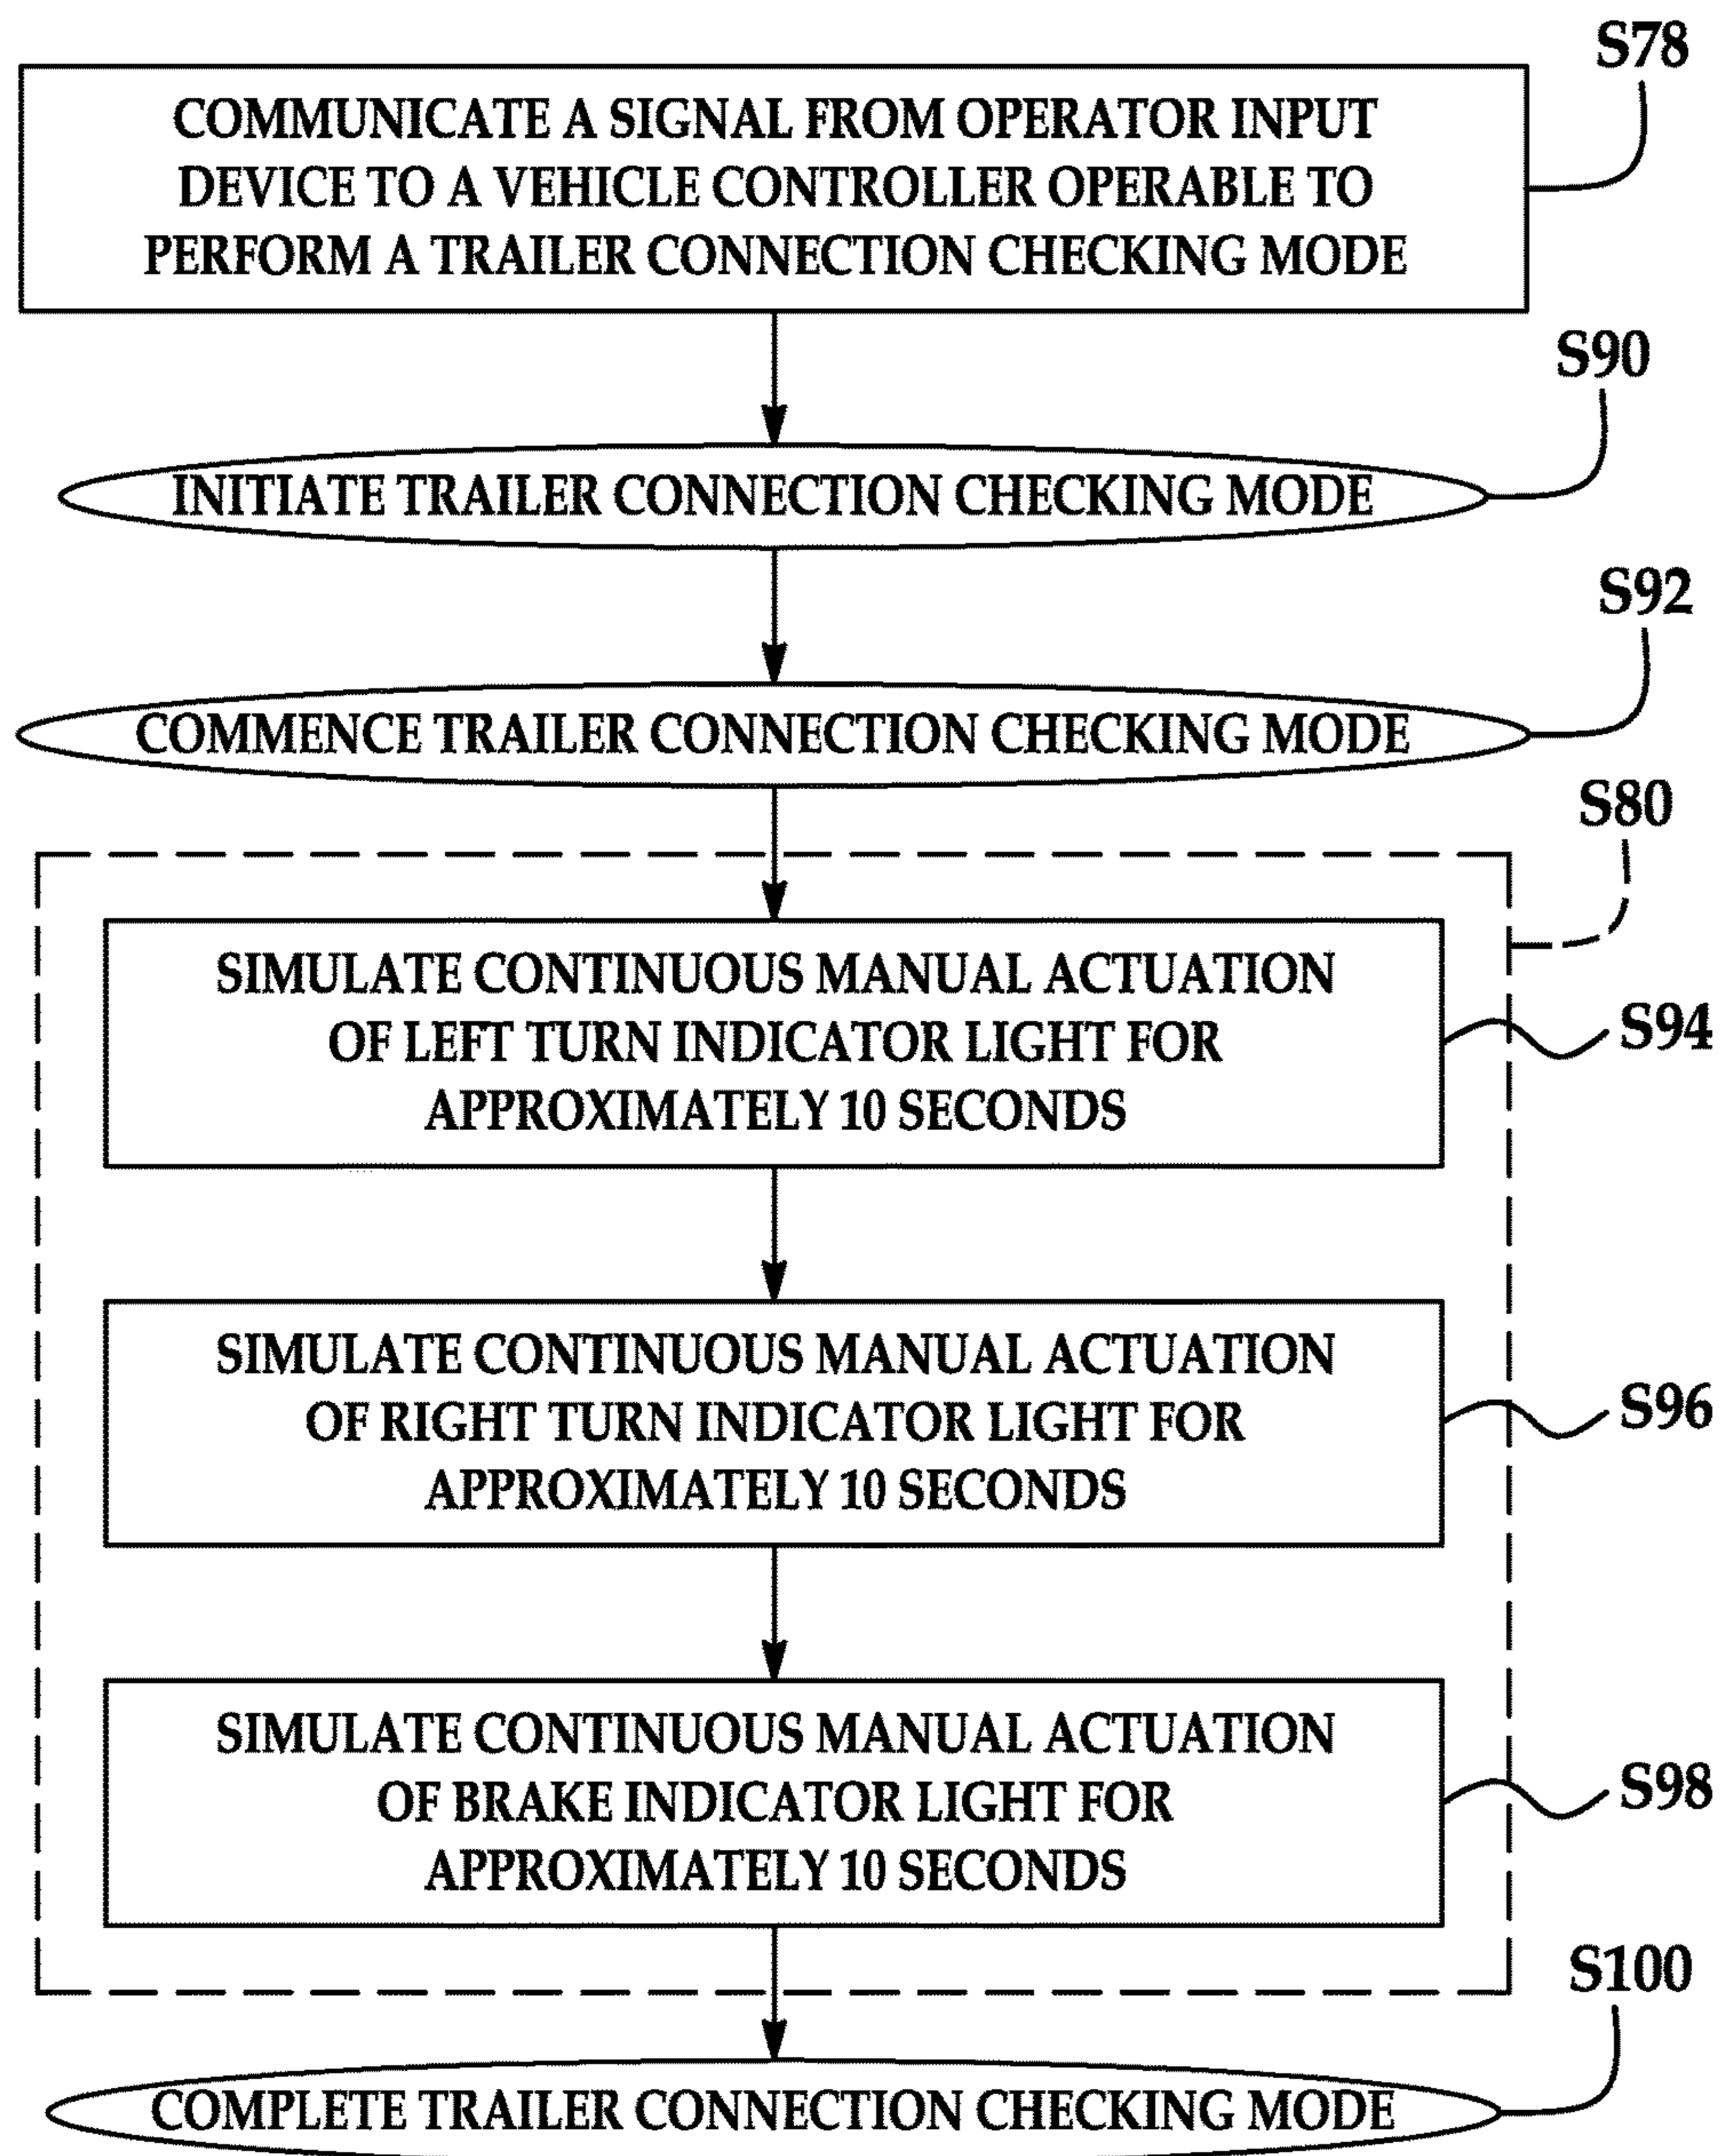 S78
COMMUNICATE A SIGNAL FROM OPERATOR INPUT
DEVICE TO A VEHICLE CONTROLLER OPERABLE TO
PERFORM A TRAILER CONNECTION CHECKING MODE
S90
INITIATE TRAILER CONNECTION CHECKING MODE
S92
COMMENCE TRAILER CONNECTION CHECKING MODE
S80
SIMULATE CONTINUOUS MANUAL ACTUATION
OF LEFT TURN INDICATOR LIGHT FOR
APPROXIMATELY 10 SECONDS
S94
SIMULATE CONTINUOUS MANUAL ACTUATION
OF RIGHT TURN INDICATOR LIGHT FOR
APPROXIMATELY 10 SECONDS
S96
SIMULATE CONTINUOUS MANUAL ACTUATION
OF BRAKE INDICATOR LIGHT FOR
APPROXIMATELY 10 SECONDS
S98
S100
COMPLETE TRAILER CONNECTION CHECKING MODE